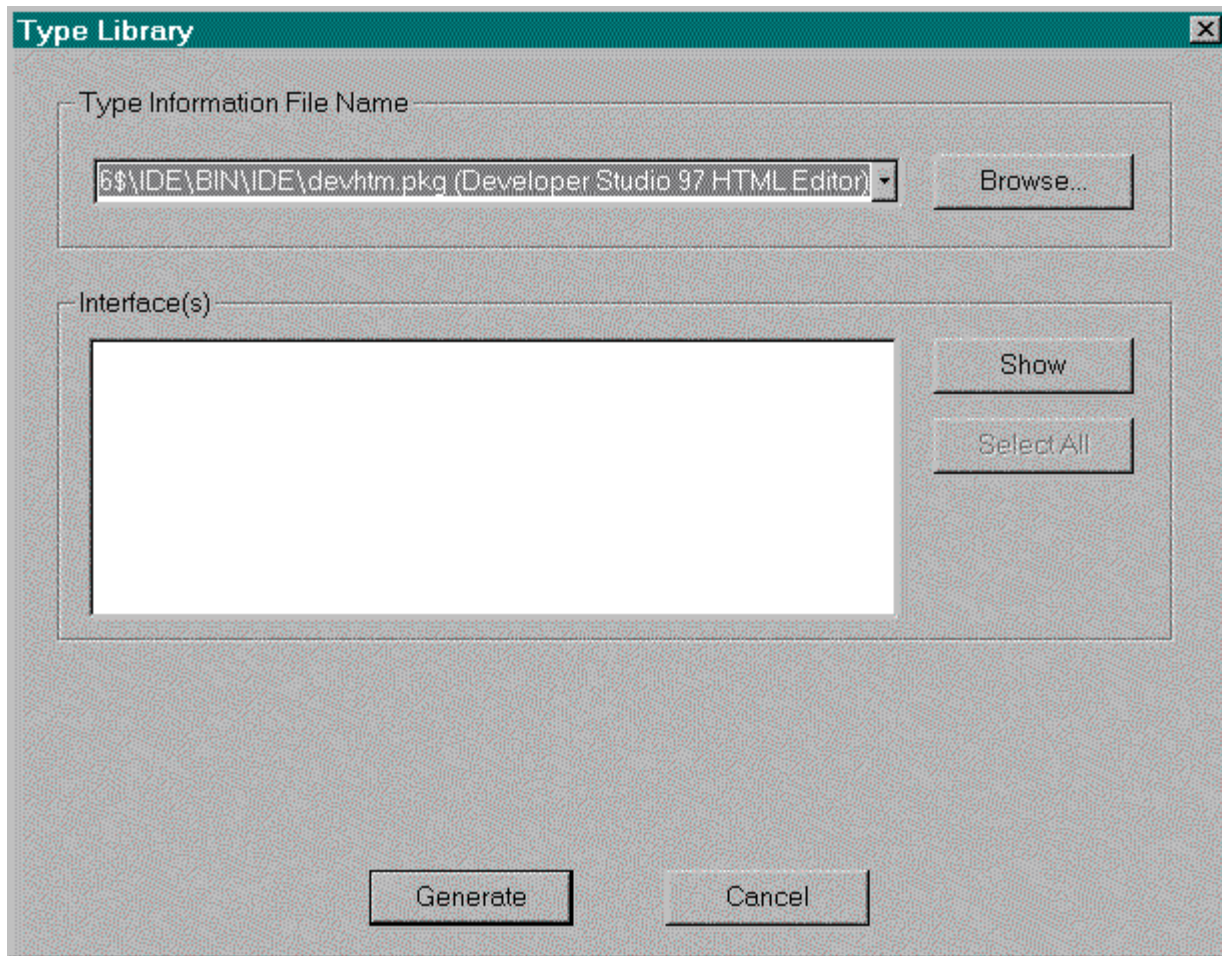 Type Library
Type Information File Name
6$\IDE\BIN\IDE\devhtm.pkg (Developer Studio 97 HTML Editor)
Browse...
Interface(s)
Show
Select All
Generate
Cancel